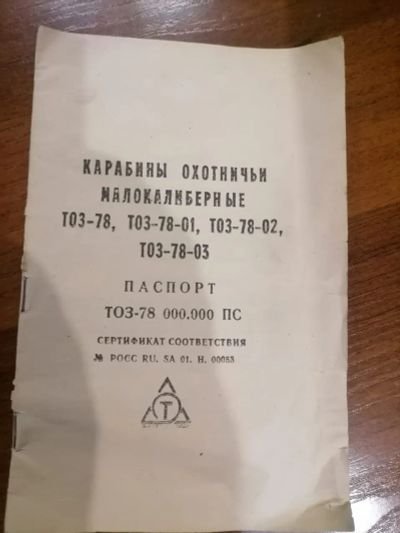 КАРАБИНЫ ОХОТНИЧЬИ
МАЛОКАЛИБЕРНЫЕ
ТОЗ-78, ТОЗ-78-01, ТОЗ-78-02,
ТОЗ-78-03
ПАСПОРТ
ТОЗ-78 000.000 ПС
СЕРТИФИКАТ СООТВЕТСТВИЯ
№ РОСС RU. SA 01. H. 00053
Т